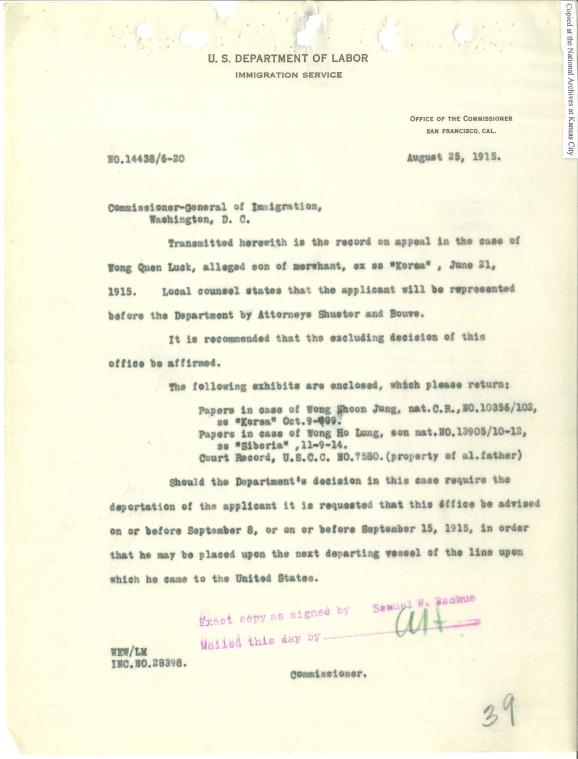 Copied at the National Archives at Kansas City
U. S. DEPARTMENT OF LABOR
IMMIGRATION SERVICE
OFFICE OF THE COMMISSIONER
SAN FRANCISCO, CAL.
NO.14438/6-20
August 25, 1915.
Commissioner-General of Immigration,
Washington, D. C.
Transmitted herewith is the record on appeal in the case of
Wong Quen Luck, alleged son of merchant, ex ss "Korea" , June 21,
1915. Local counsel states that the applicant will be represented
before the Department by Attorneys Shuster and Bouve.
It is recommended that the excluding decision of this
office be affirmed.
The following exhibits are enclosed, which please return:
Papers in case of Wong Shoon Jung, nat.C.R.,NO.10356/102,
ss "Korea" Oct.9-'09.
Papers in case of Wong Ho Lung, son nat.NO.13905/10-12,
ss "Siberia" ,11-9-14.
Court Record, U.S.C.C. NO.7580.(property of al.father)
Should the Department's decision in this case require the
deportation of the applicant it is requested that this office be advised
on or before September 8, or on or before September 15, 1915, in order
that he may be placed upon the next departing vessel of the line upon
which he came to the United States.
Exact copy as signed by Samuel W. Backus
Mailed this day by
WEW/LM
INC.NO.28398.
Commissioner.
39